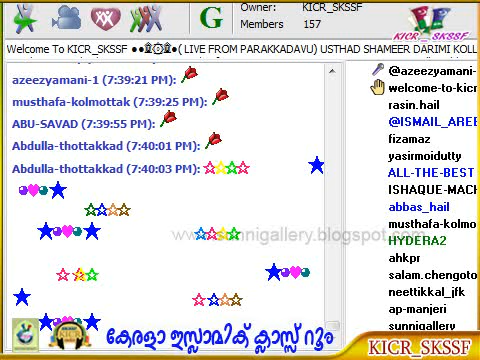 Owner: KICR_SKSSF
Members 157
G
KICR_SKSSF
Welcome To KICR_SKSSF ●●۩۞۩●( LIVE FROM PARAKKADAVU) USTHAD SHAMEER DARIMI KOLL
azeezyamani-1 (7:39:21 PM):
musthafa-kolmottak (7:39:25 PM):
ABU-SAVAD (7:39:55 PM):
Abdulla-thottakkad (7:40:01 PM):
Abdulla-thottakkad (7:40:03 PM):
www.sunnigallery.blogspot.com
@azeezyamani-
welcome-to-kicr
rasin.hail
@ISMAIL_AREE
fizamaz
yasirmoidutty
ALL-THE-BEST
ISHAQUE-MACH
abbas_hail
musthafa-kolmo
HYDERA2
ahkpr
salam.chengoto
neettikkal_jfk
ap-manjeri
sunnigallery
KICR
കേരളാ ഇസ്ലാമിക് ക്ലാസ്സ് റൂം
KICR_SKSSF